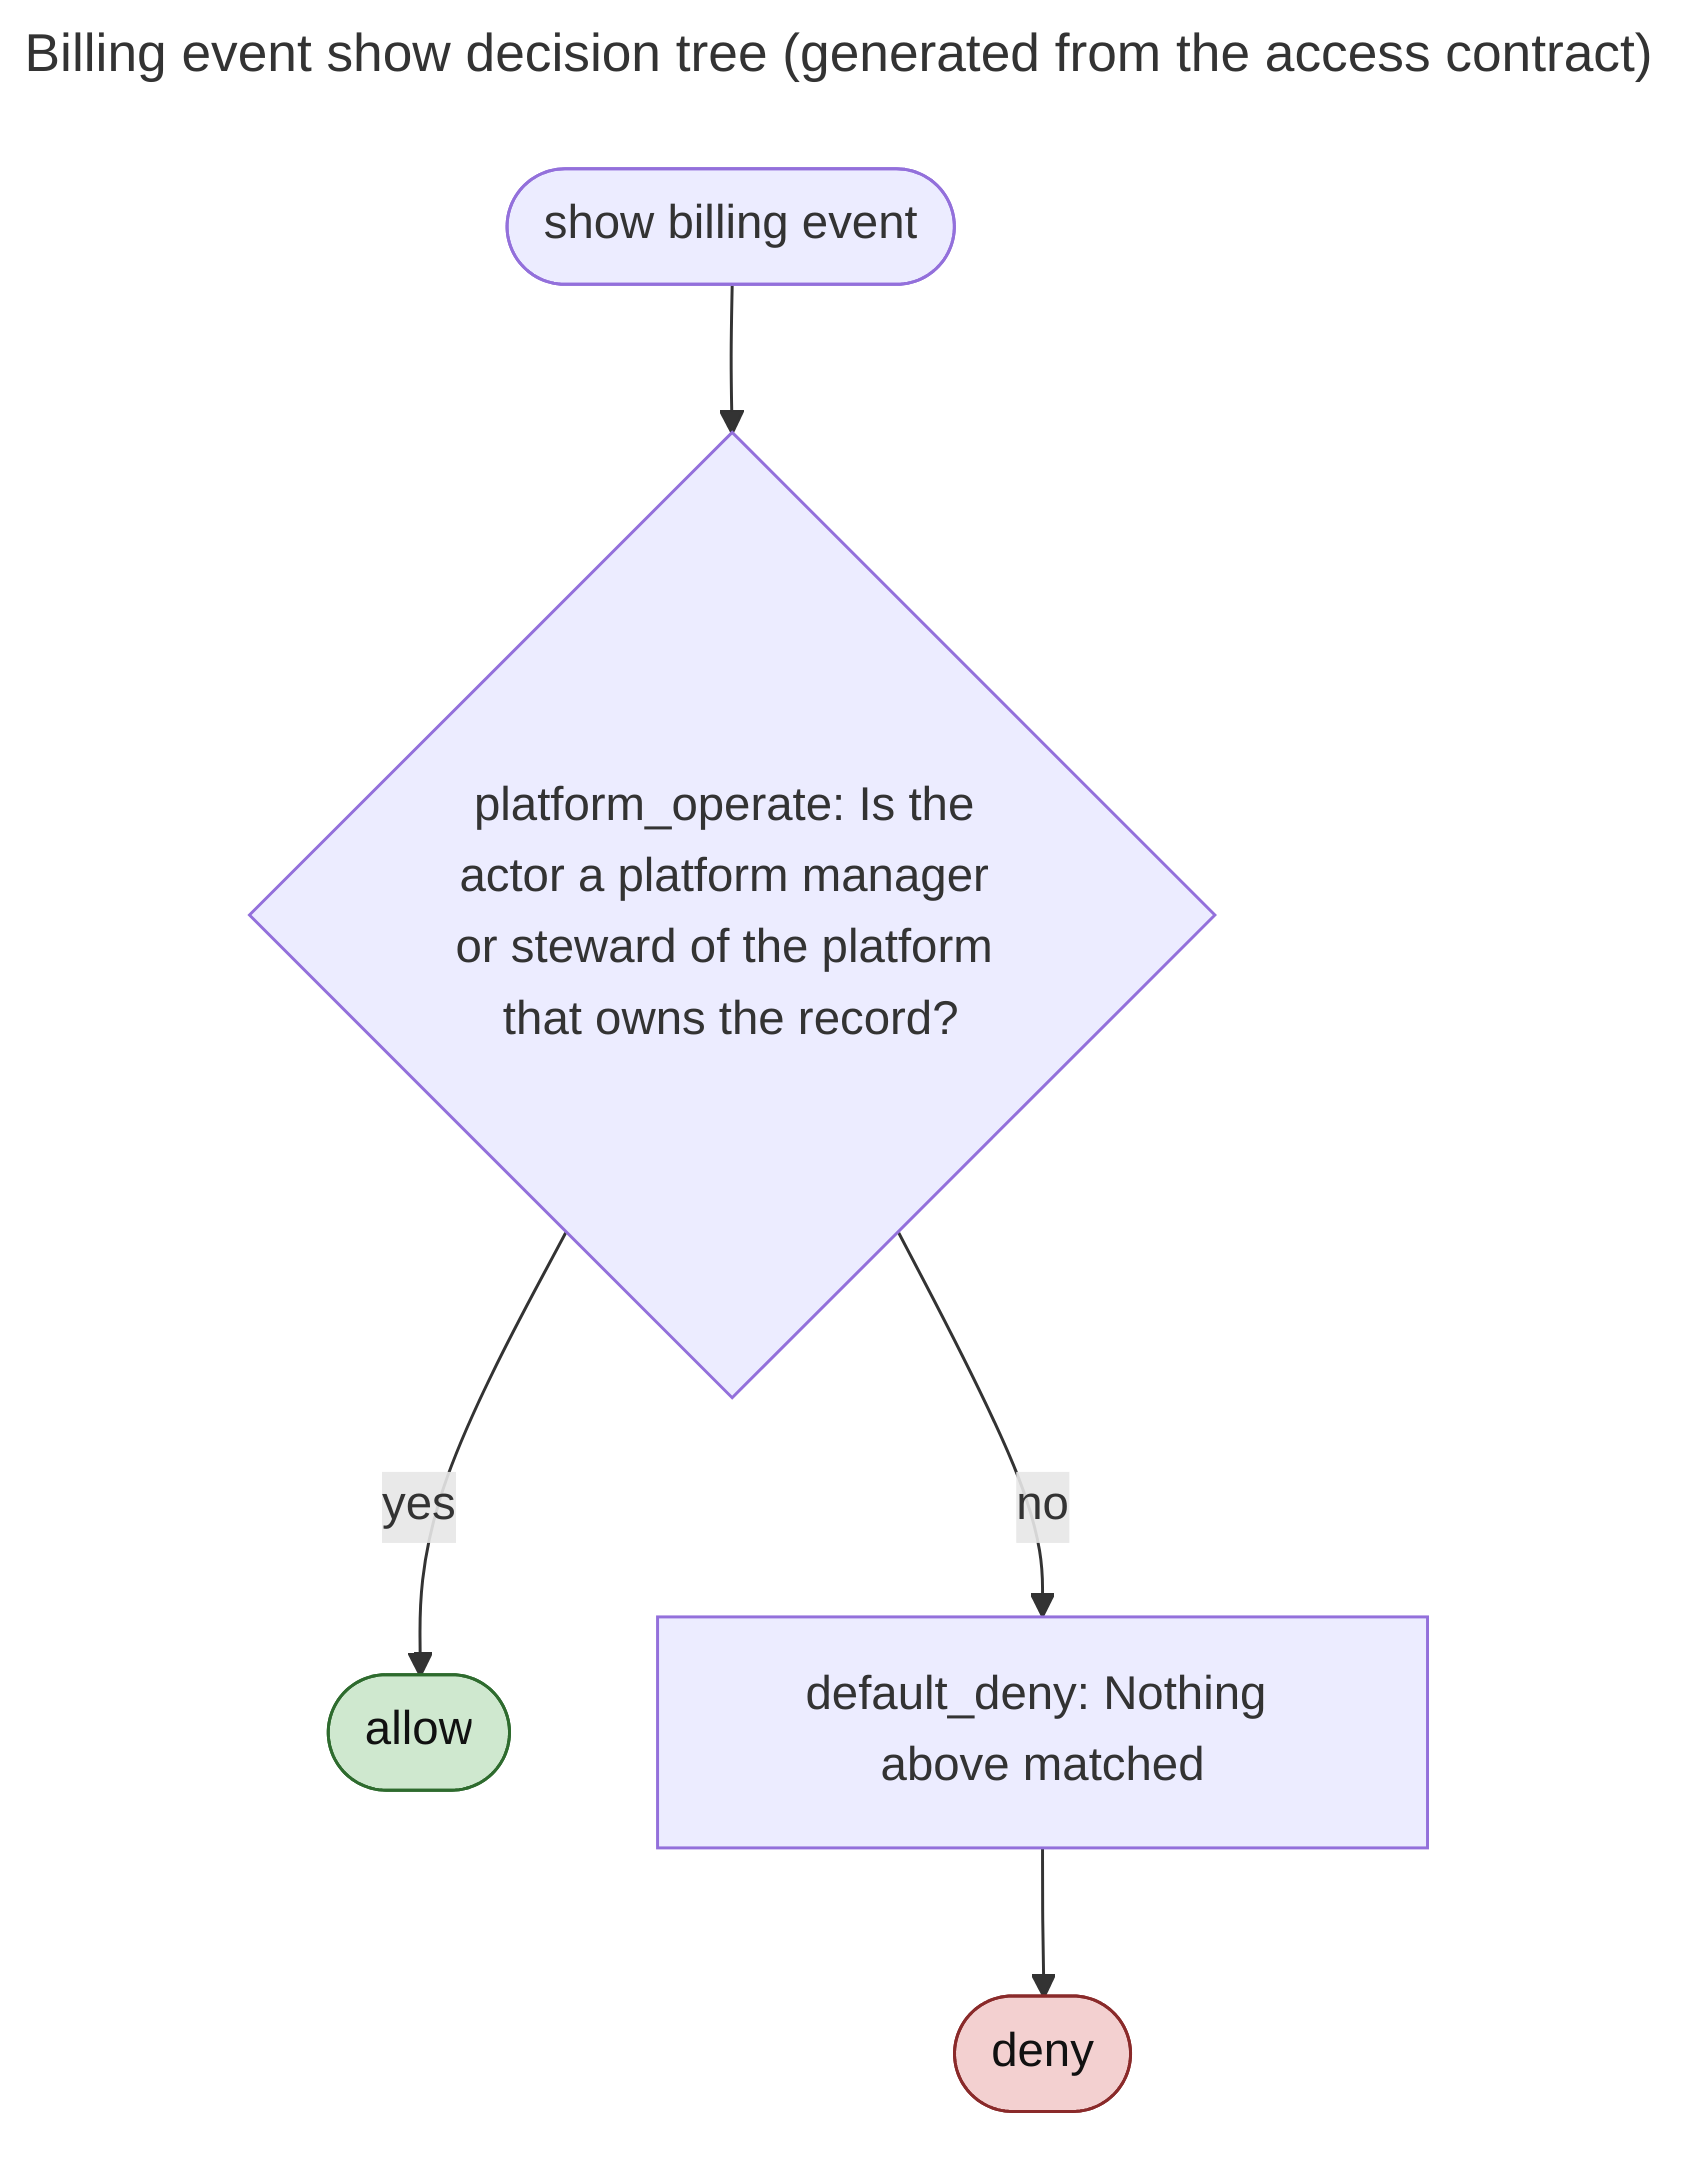 Billing event show decision tree (generated from the access contract)
show billing event
platform_operate: Is the
actor a platform manager
or steward of the platform
that owns the record?
yes
no
allow
default_deny: Nothing
above matched
deny